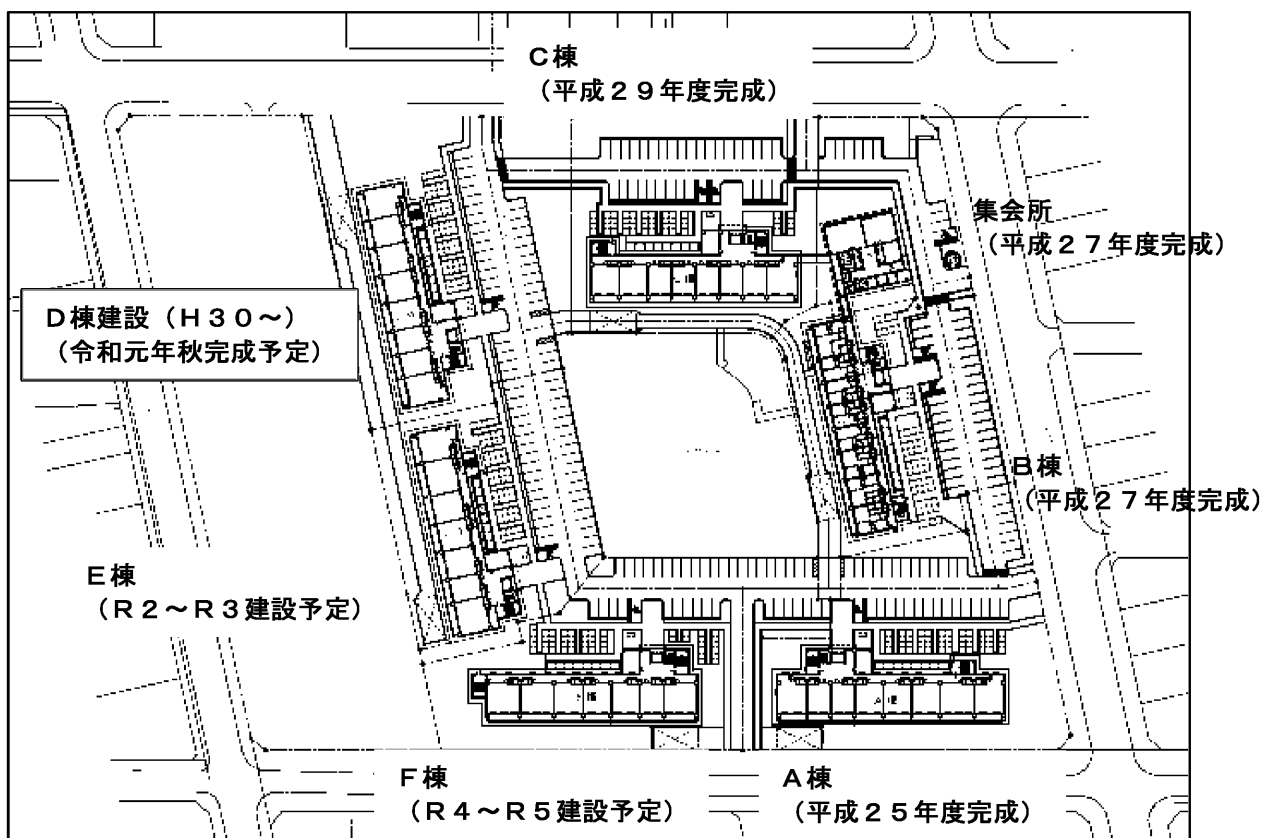 C棟
（平成２９年度完成）
集会所
（平成２７年度完成）
D棟建設（H３０～）
（令和元年秋完成予定）
B棟
（平成２７年度完成）
E棟
（R２～R３建設予定）
F棟
（R４～R５建設予定）
A棟
（平成２５年度完成）